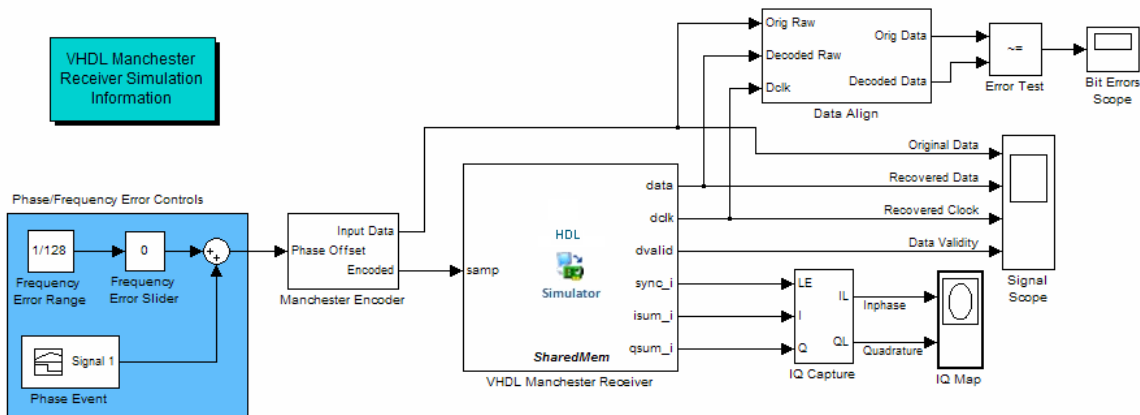 VHDL Manchester
Receiver Simulation
Information
Orig Raw
Decoded Raw
Dclk
Orig Data
Decoded Data
Data Align
~=
Error Test
Bit Errors
Scope
Original Data
Recovered Data
Recovered Clock
Data Validity
Signal
Scope
Phase/Frequency Error Controls
1/128
Frequency
Error Range
0
Frequency
Error Slider
Signal 1
Phase Event
Input Data
Phase Offset
Encoded
Manchester Encoder
samp
HDL
Simulator
SharedMem
data
dclk
dvalid
sync_i
isum_i
qsum_i
VHDL Manchester Receiver
LE
I
Q
IL
QL
IQ Capture
Inphase
Quadrature
IQ Map